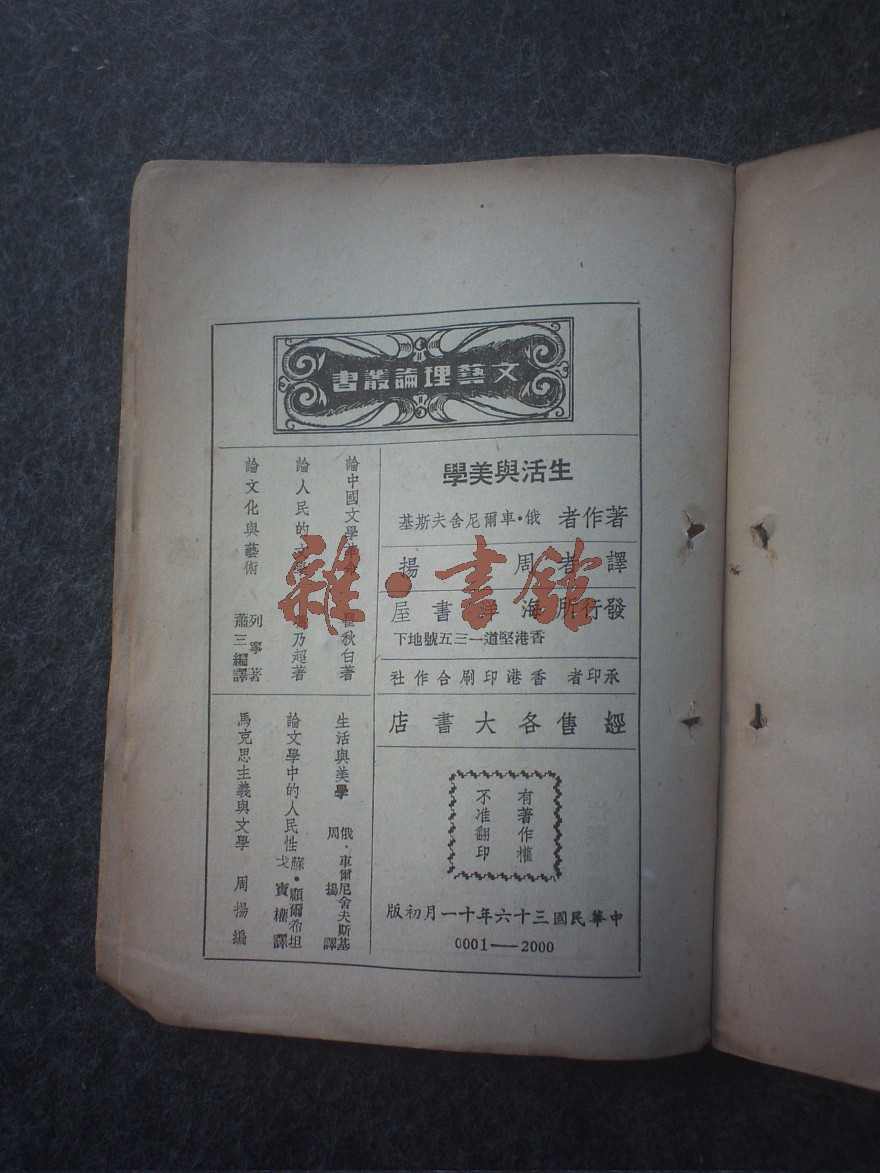 文藝理論叢書
生活與美學
著作者 俄·車爾尼舍夫斯基
譯者 周揚
發行所 海洋書屋
香港堅道一三五號地下
承印者 香港印刷合作社
經售各大書店
有著作權
不准翻印
中華民國三十六年十一月初版
0001——2000
論中國文學 瞿秋白著
論人民的文學 馮乃超著
論文化與藝術 列寧著 蕭三編譯
生活與美學 俄·車爾尼舍夫斯基 周揚譯
論文學中的人民性 蘇·顧爾希坦 戈寶權譯
馬克思主義與文學 周揚編
雜·書館